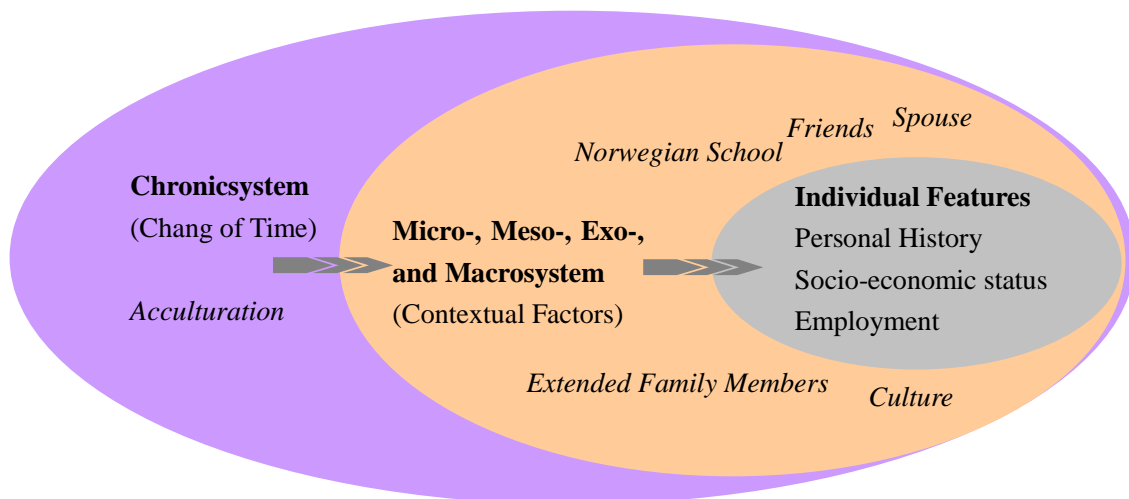 Chronicsystem
(Chang of Time)
Acculturation
Micro-, Meso-, Exo-,
and Macrosystem
(Contextual Factors)
Norwegian School
Friends
Spouse
Individual Features
Personal History
Socio-economic status
Employment
Extended Family Members
Culture